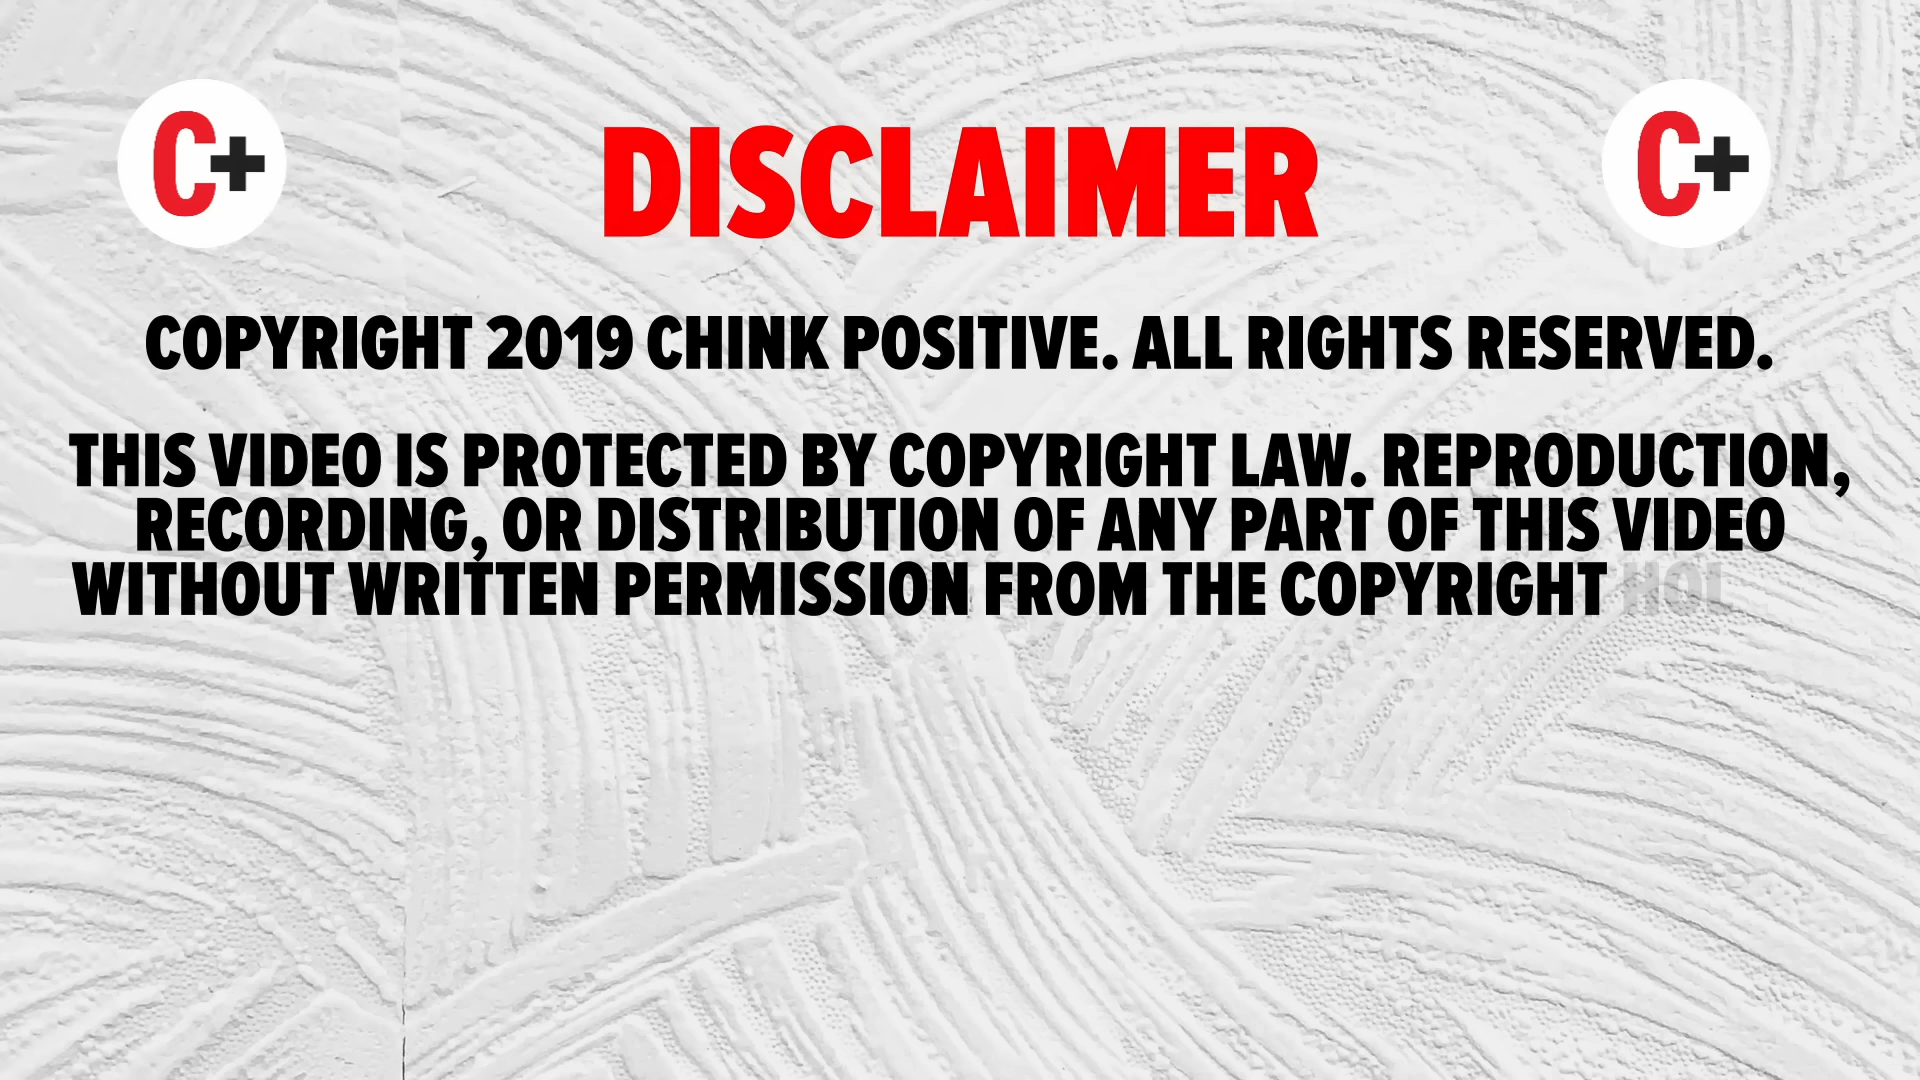 C+
DISCLAIMER
C+
COPYRIGHT 2019 CHINK POSITIVE. ALL RIGHTS RESERVED.
THIS VIDEO IS PROTECTED BY COPYRIGHT LAW. REPRODUCTION,
RECORDING, OR DISTRIBUTION OF ANY PART OF THIS VIDEO
WITHOUT WRITTEN PERMISSION FROM THE COPYRIGHT